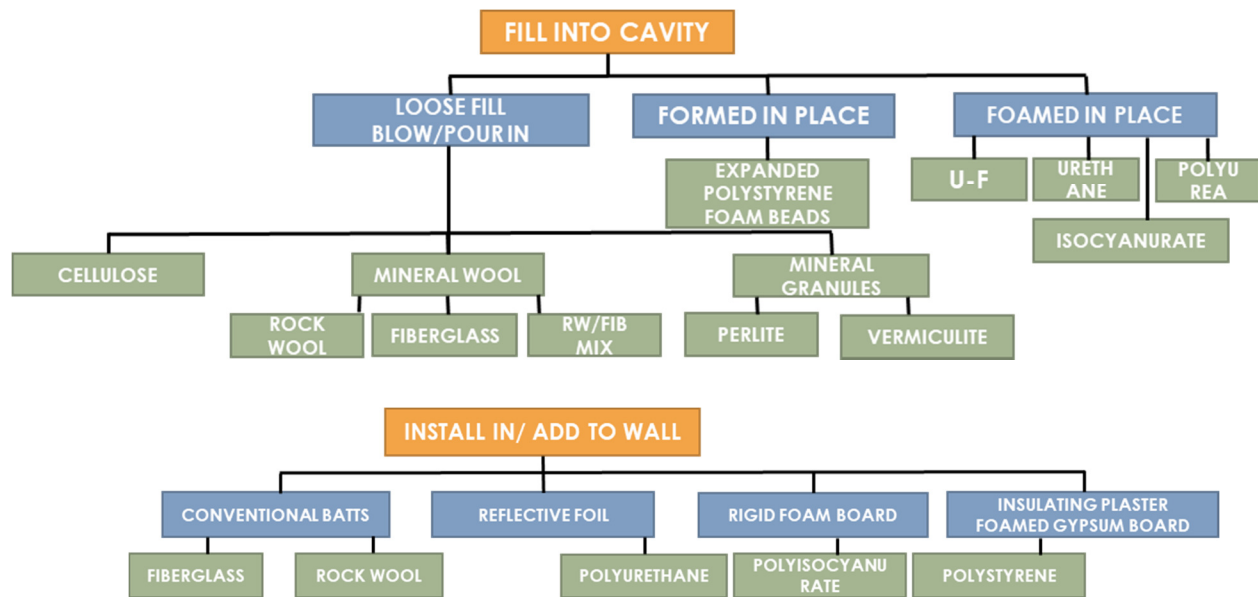 FILL INTO CAVITY
LOOSE FILL
BLOW/POUR IN
FORMED IN PLACE
FOAMED IN PLACE
EXPANDED
POLYSTYRENE
FOAM BEADS
U-F
URETH
ANE
POLYU
REA
ISOCYANURATE
CELLULOSE
MINERAL WOOL
MINERAL
GRANULES
ROCK
WOOL
FIBERGLASS
RW/FIB
MIX
PERLITE
VERMICULITE
INSTALL IN/ ADD TO WALL
CONVENTIONAL BATTS
REFLECTIVE FOIL
RIGID FOAM BOARD
INSULATING PLASTER
FOAMED GYPSUM BOARD
FIBERGLASS
ROCK WOOL
POLYURETHANE
POLYISOCYANU
RATE
POLYSTYRENE